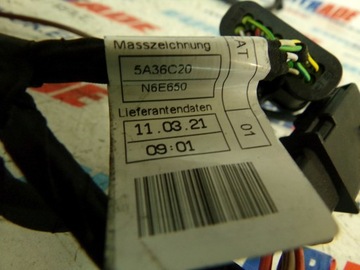 Masszeichnung
5A36C20
N6E650
Lieferantendaten
11.03.21
09:01
AT
01